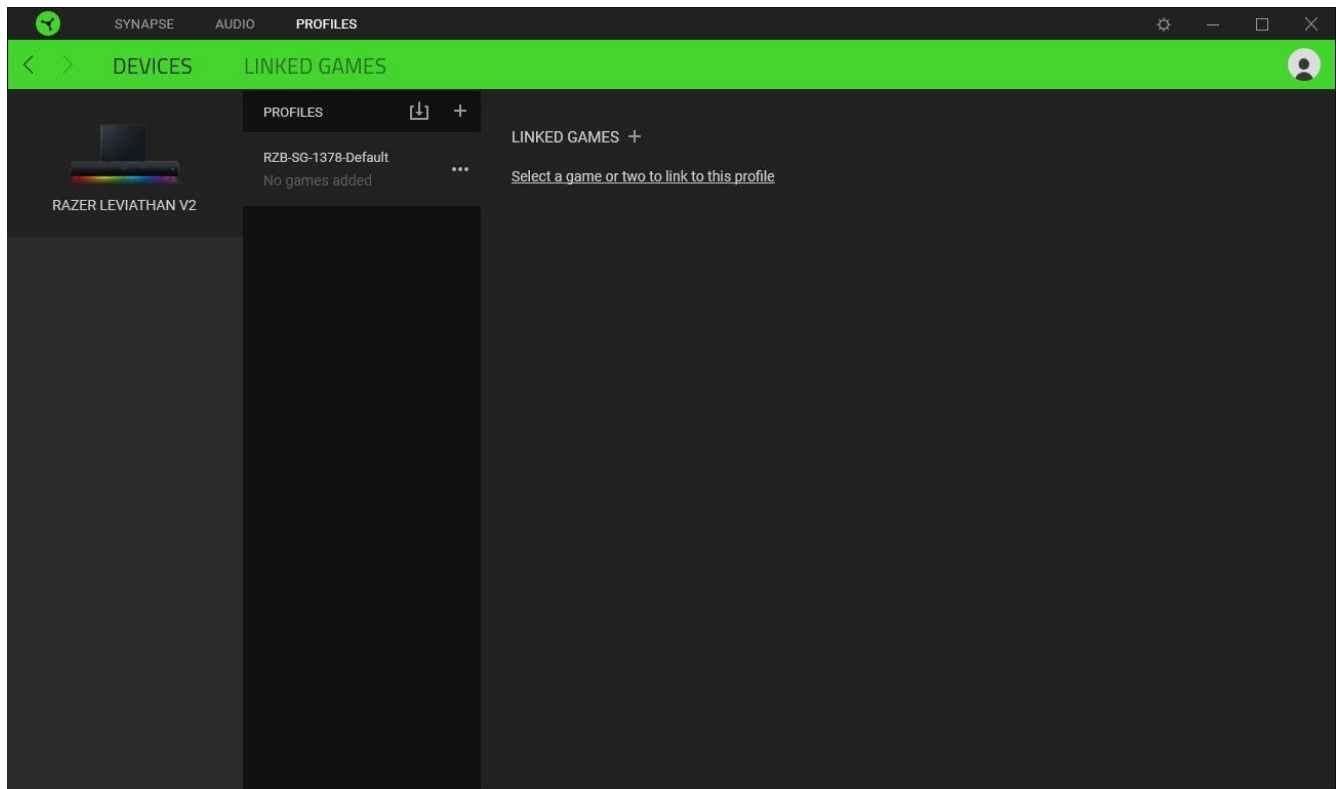 SYNAPSE AUDIO PROFILES
DEVICES LINKED GAMES
PROFILES
RZB-SG-1378-Default
No games added
RAZER LEVIATHAN V2
LINKED GAMES +
Select a game or two to link to this profile